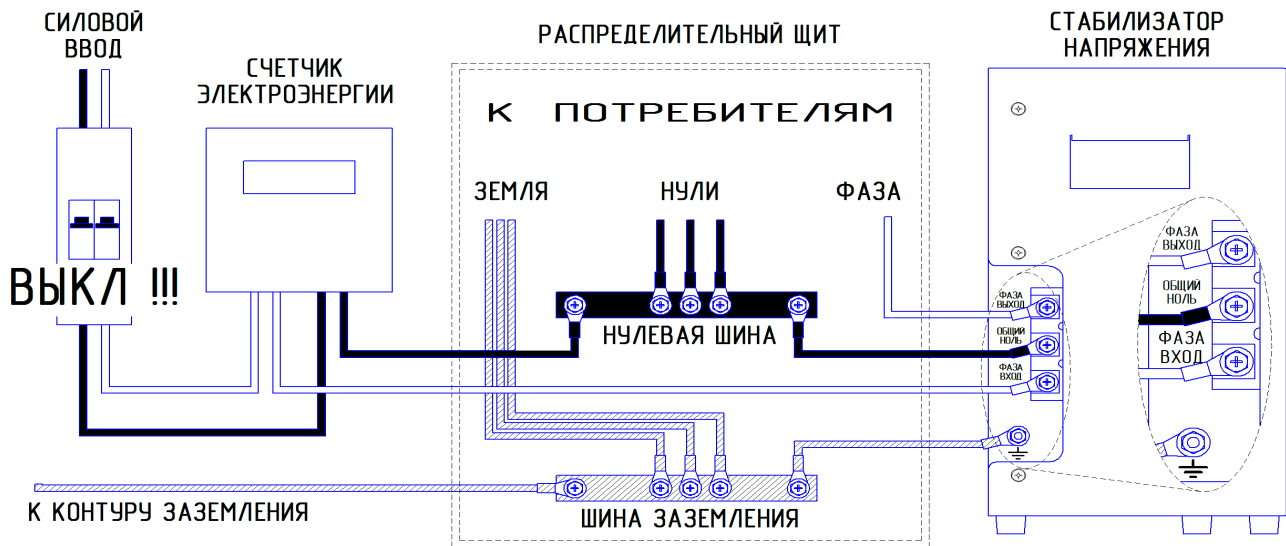 СИЛОВОЙ
ВВОД
СЧЕТЧИК
ЭЛЕКТРОЭНЕРГИИ
РАСПРЕДЕЛИТЕЛЬНЫЙ ЩИТ
СТАБИЛИЗАТОР
НАПРЯЖЕНИЯ
К ПОТРЕБИТЕЛЯМ
ЗЕМЛЯ
НУЛИ
ФАЗА
ВЫКЛ !!!
НУЛЕВАЯ ШИНА
ФАЗА
ВЫХОД
ОБЩИЙ
НОЛЬ
ФАЗА
ВХОД
ФАЗА
ВЫХОД
ОБЩИЙ
НОЛЬ
ФАЗА
ВХОД
К КОНТУРУ ЗАЗЕМЛЕНИЯ
ШИНА ЗАЗЕМЛЕНИЯ